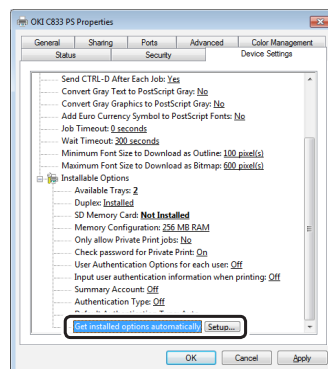 OKI C833 PS Properties
General Sharing Ports Advanced Color Management
Status Security Device Settings
Send CTRL-D After Each Job: Yes
Convert Gray Text to PostScript Gray: No
Convert Gray Graphics to PostScript Gray: No
Add Euro Currency Symbol to PostScript Fonts: No
Job Timeout: 0 seconds
Wait Timeout: 300 seconds
Minimum Font Size to Download as Outline: 100 pixel(s)
Maximum Font Size to Download as Bitmap: 600 pixel(s)
Installable Options
Available Trays: 2
Duplex: Installed
SD Memory Card: Not Installed
Memory Configuration: 256 MB RAM
Only allow Private Print jobs: No
Check password for Private Print: On
User Authentication Options for each user: Off
Input user authentication information when printing: Off
Summary Account: Off
Authentication Type: Off
Get installed options automatically Setup...
OK Cancel Apply